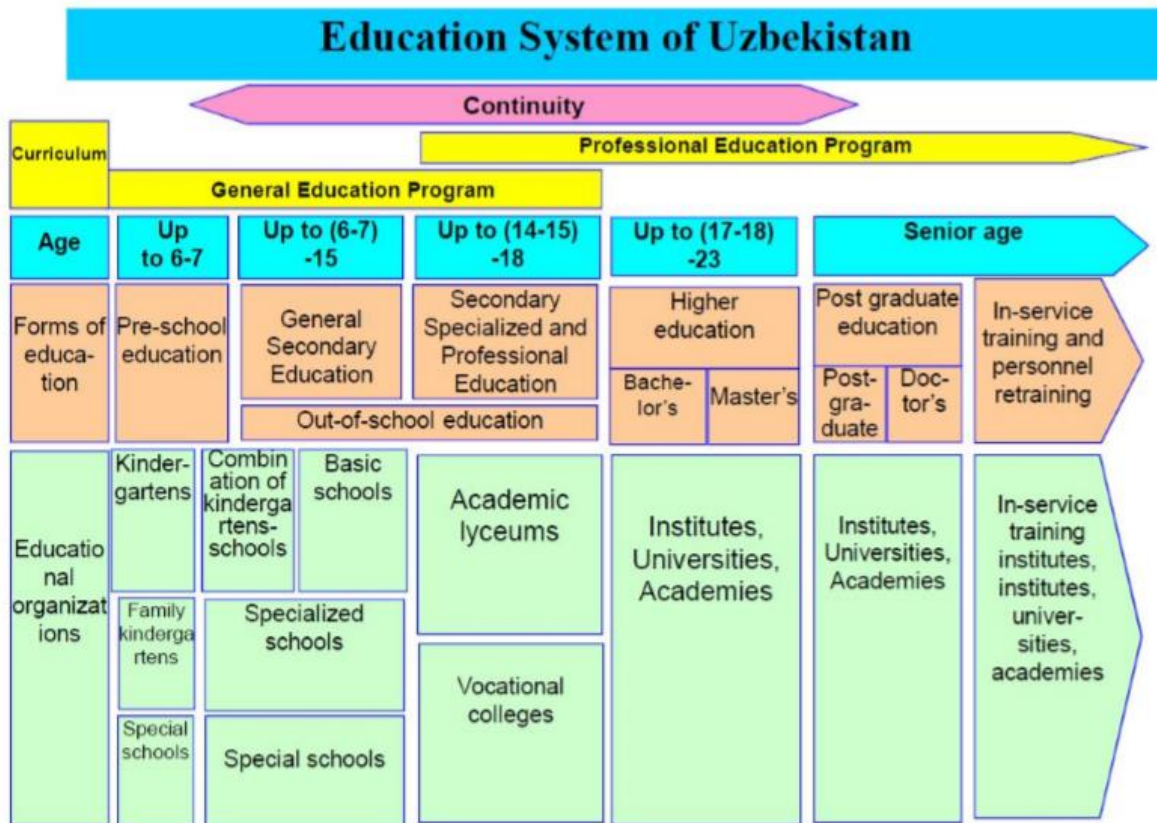 Education System of Uzbekistan
Continuity
Professional Education Program
Curriculum
General Education Program
Age
Up
to 6-7
Up to (6-7)
-15
Up to (14-15)
-18
Up to (17-18)
-23
Senior age
Forms of
educa-
tion
Pre-school
education
General
Secondary
Education
Secondary
Specialized and
Professional
Education
Out-of-school education
Higher
education
Bache-
lor's
Master's
Post graduate
education
Post-
gra-
duate
Doc-
tor's
In-service
training and
personnel
retraining
Educatio
nal
organizat
ions
Kinder-
gartens
Combin
ation of
kinderga
rtens-
schools
Basic
schools
Family
kinderga
rtens
Specialized
schools
Special
schools
Special schools
Academic
lyceums
Vocational
colleges
Institutes,
Universities,
Academies
Institutes,
Universities,
Academies
In-service
training
institutes,
institutes,
univer-
sities,
academies